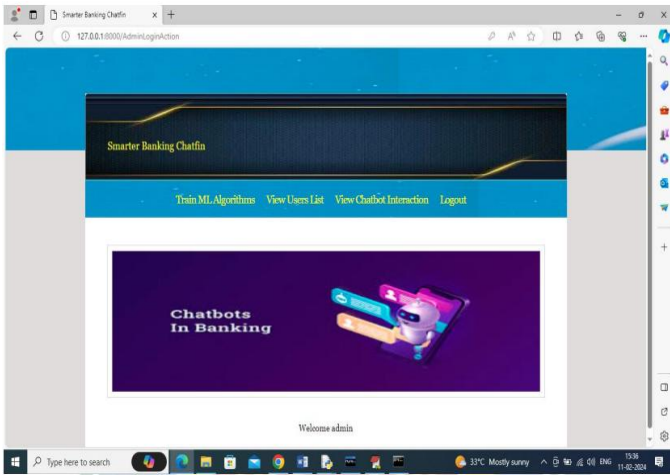 Smarter Banking Chatfin
127.0.0.1:8000/AdminLoginAction
Smarter Banking Chatfin
Train ML Algorithms View Users List View Chatbot Interaction Logout
Chatbots
In Banking
Welcome admin
Type here to search
33°C Mostly sunny
ENG
15:36
11-02-2024